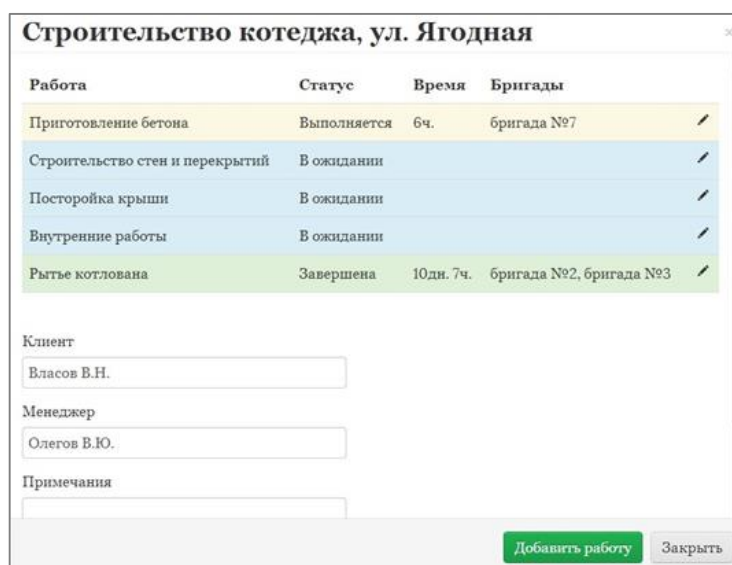 Строительство котеджа, ул. Ягодная
×
Работа Статус Время Бригады
Приготовление бетона Выполняется 6ч. бригада №7
Строительство стен и перекрытий В ожидании
Посторойка крыши В ожидании
Внутренние работы В ожидании
Рытье котлована Завершена 10дн. 7ч. бригада №2, бригада №3
Клиент
Власов В.Н.
Менеджер
Олегов В.Ю.
Примечания
Добавить работу Закрыть